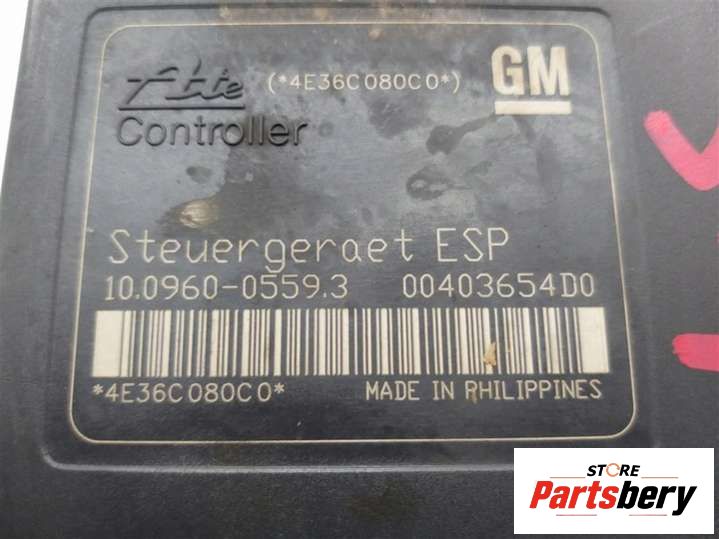 Ate (*4E36C080C0*) GM
Controller
Steuergeraet ESP
10.0960-0559.3 00403654D0
*4E36C080C0* MADE IN PHILIPPINES
STORE
Partsbery